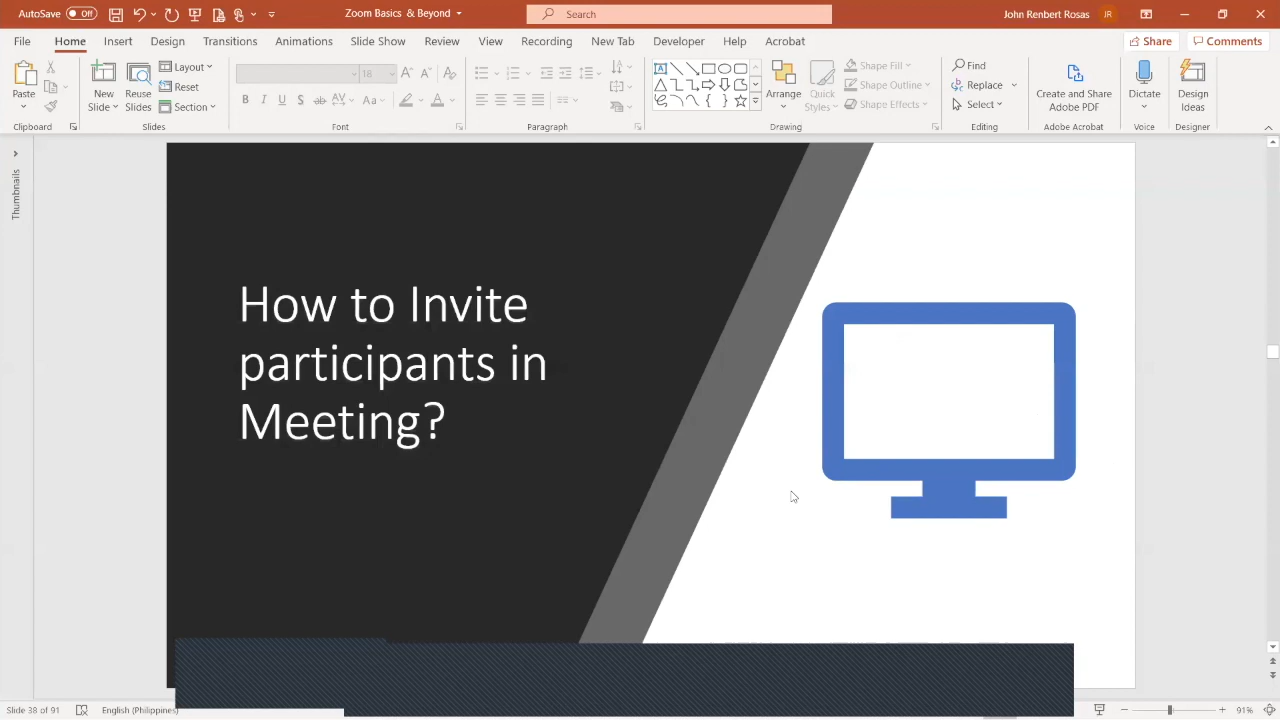 AutoSave Off
Zoom Basics & Beyond
Search
John Renbert Rosas JR
File Home Insert Design Transitions Animations Slide Show Review View Recording New Tab Developer Help Acrobat
Share Comments
Paste
Clipboard
New Slide
Reuse Slides
Layout
Reset
Section
Slides
18
B I U S ab AV Aa A
Font
Paragraph
Arrange
Quick Styles
Shape Fill
Shape Outline
Shape Effects
Drawing
Find
Replace
Select
Editing
Create and Share Adobe PDF
Adobe Acrobat
Dictate
Voice
Design Ideas
Designer
Thumbnails
How to Invite
participants in
Meeting?
Slide 38 of 91 English (Philippines) 91%